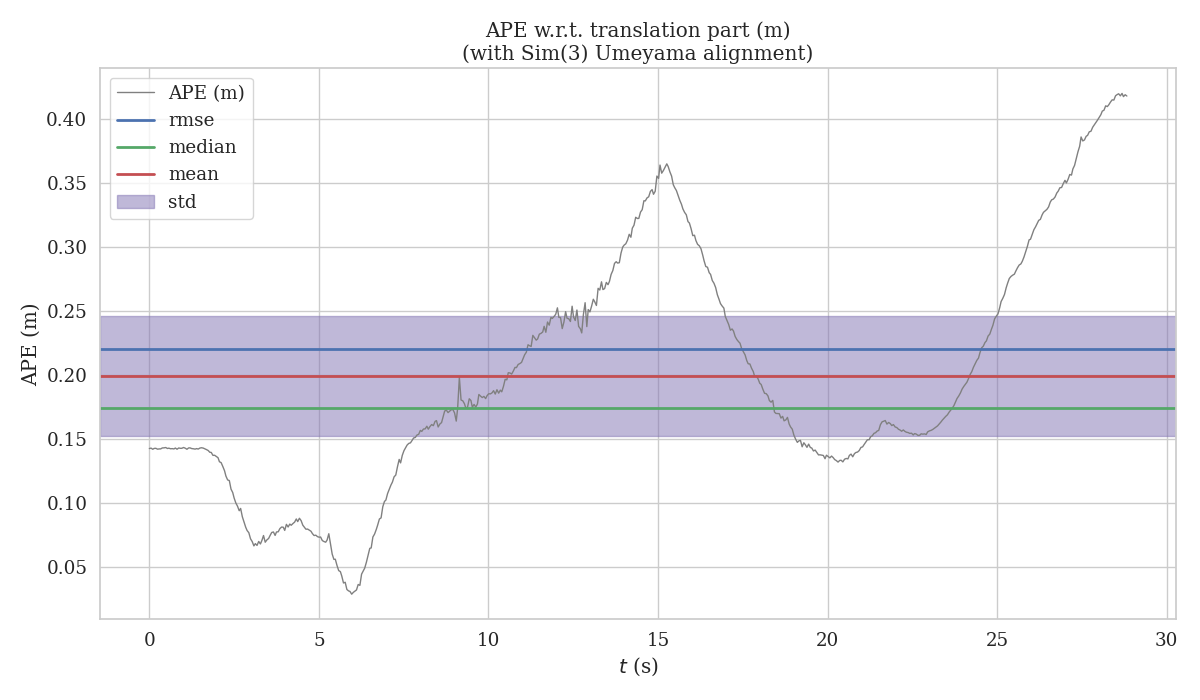 APE w.r.t. translation part (m)
(with Sim(3) Umeyama alignment)
APE (m)
rmse
median
mean
std
APE (m)
0.40
0.35
0.30
0.25
0.20
0.15
0.10
0.05
0 5 10 15 20 25 30
t (s)